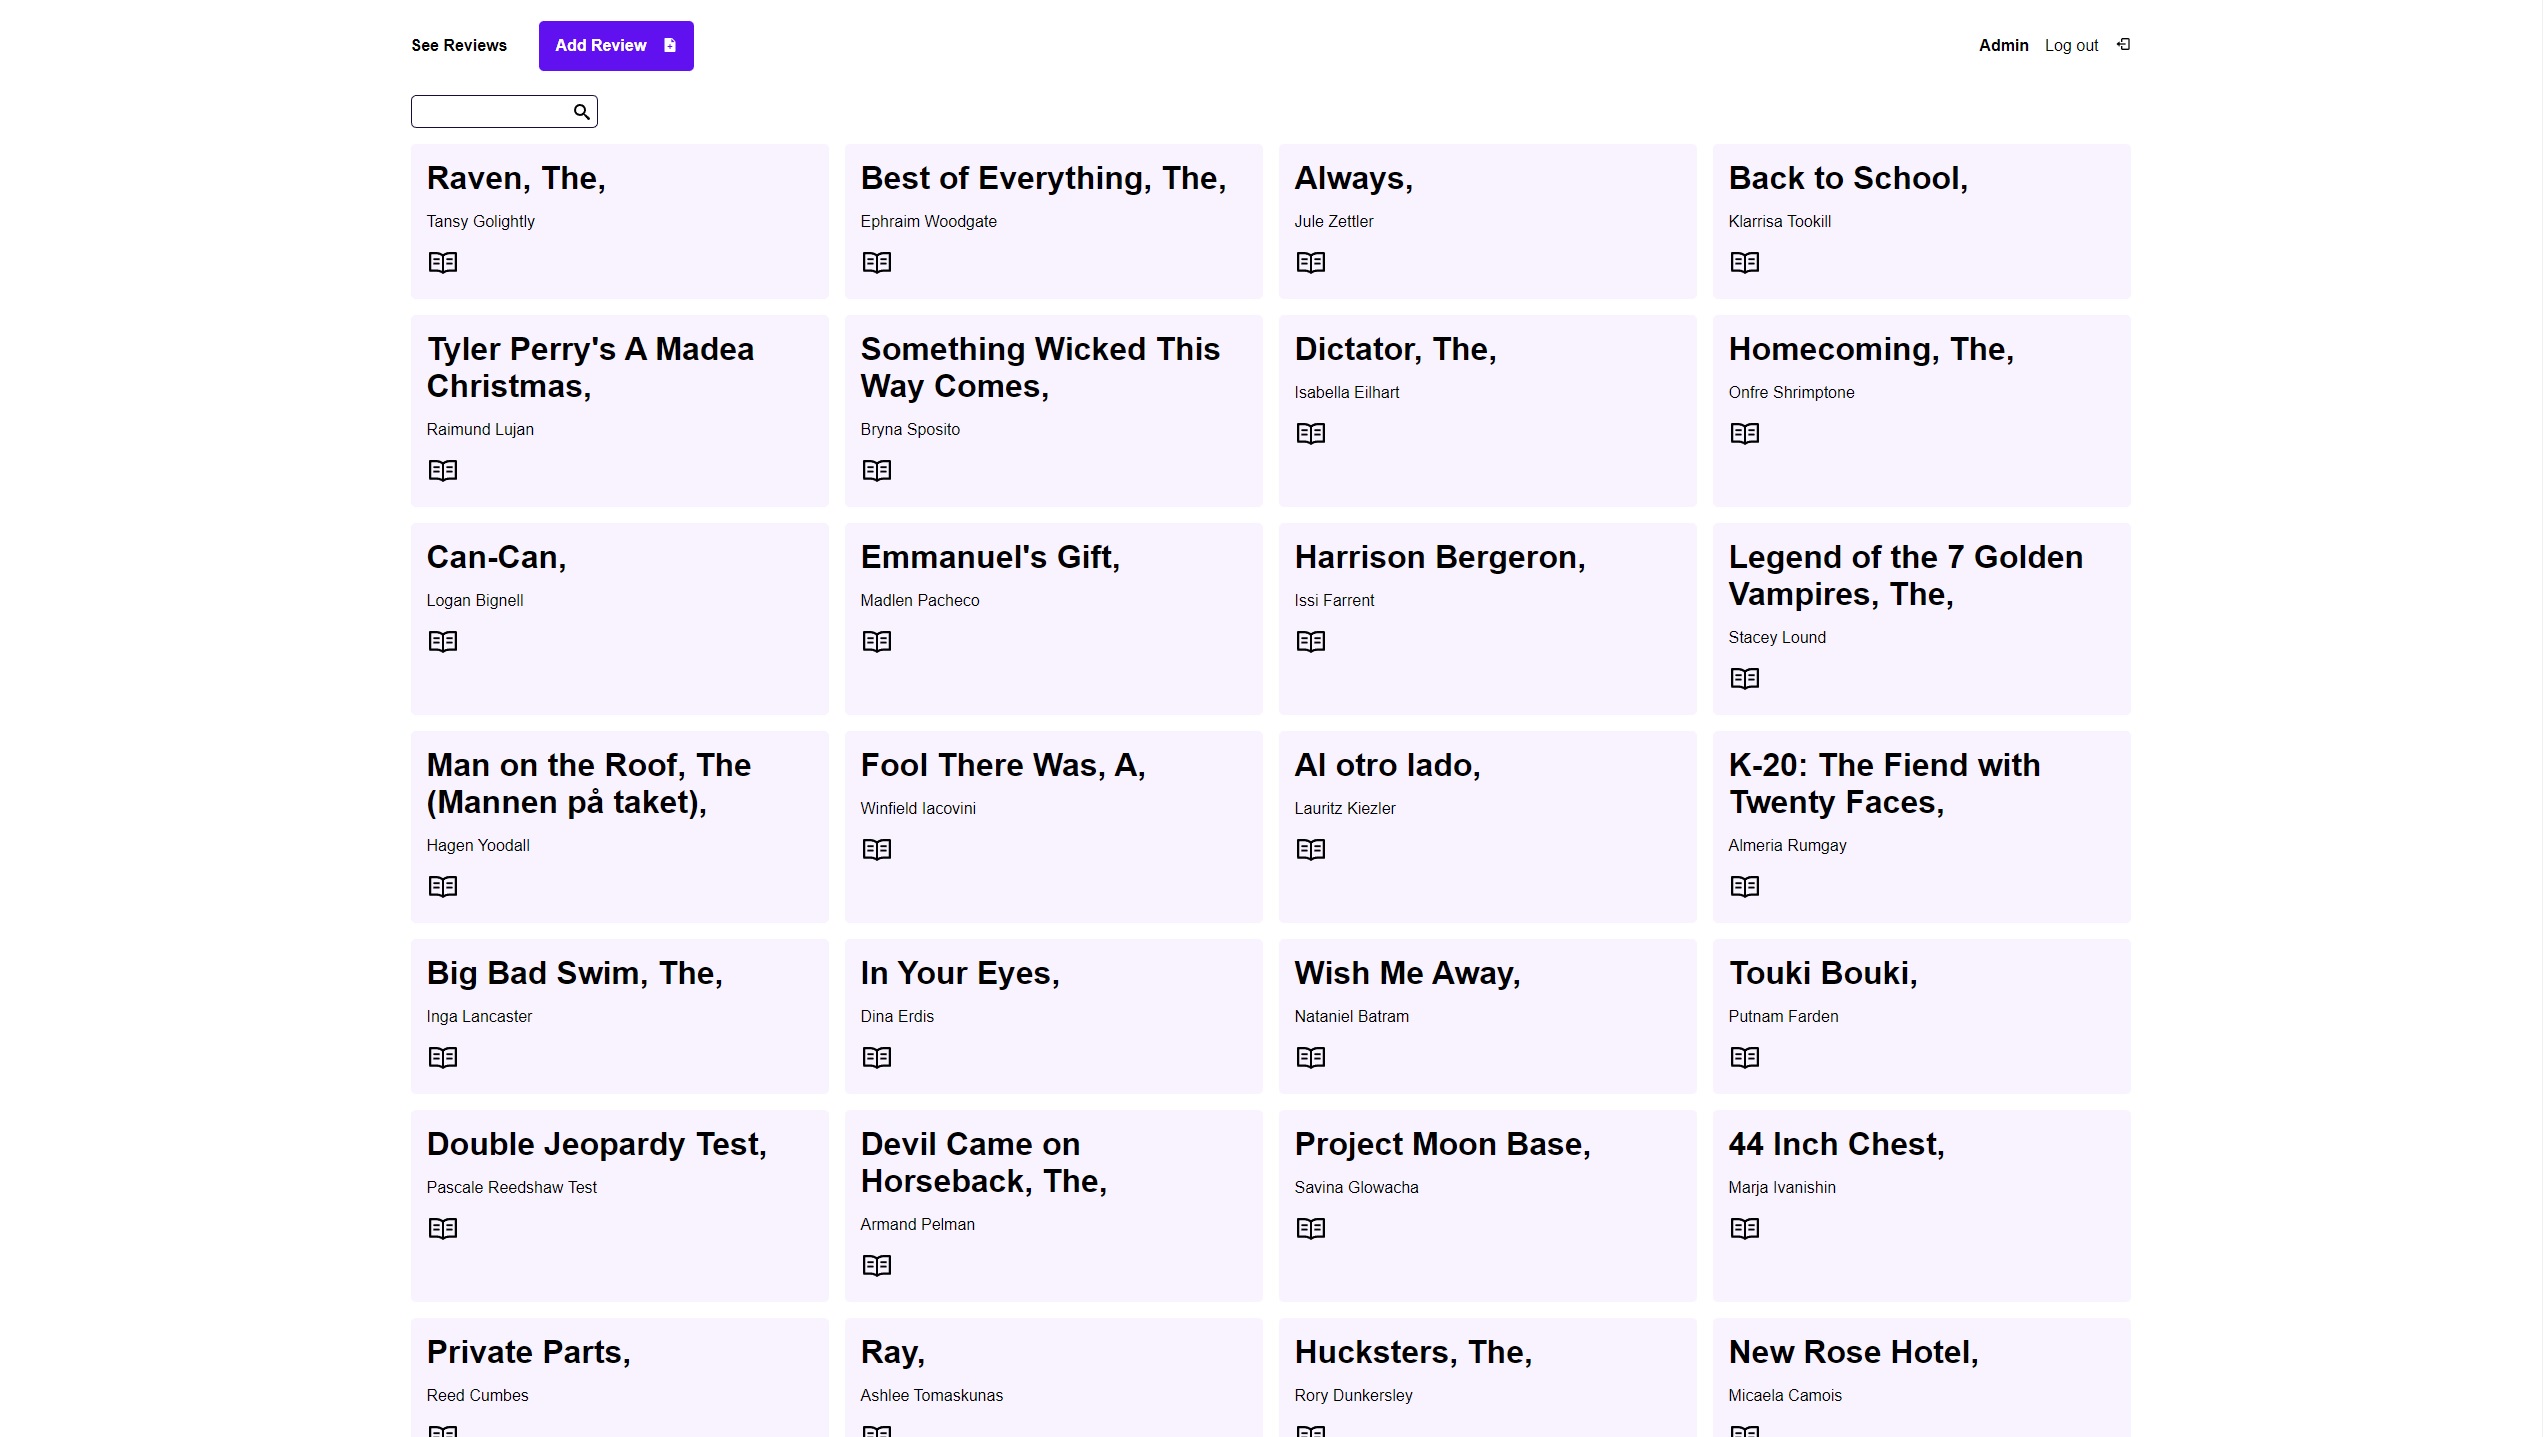 See Reviews
Add Review
Admin
Log out
Raven, The,
Tansy Golightly
Best of Everything, The,
Ephraim Woodgate
Always,
Jule Zettler
Back to School,
Klarrisa Tookill
Tyler Perry's A Madea
Christmas,
Raimund Lujan
Something Wicked This
Way Comes,
Bryna Sposito
Dictator, The,
Isabella Eilhart
Homecoming, The,
Onfre Shrimptone
Can-Can,
Logan Bignell
Emmanuel's Gift,
Madlen Pacheco
Harrison Bergeron,
Issi Farrent
Legend of the 7 Golden
Vampires, The,
Stacey Lound
Man on the Roof, The
(Mannen på taket),
Hagen Yoodall
Fool There Was, A,
Winfield Iacovini
Al otro lado,
Lauritz Kiezler
K-20: The Fiend with
Twenty Faces,
Almeria Rumgay
Big Bad Swim, The,
Inga Lancaster
In Your Eyes,
Dina Erdis
Wish Me Away,
Nataniel Batram
Touki Bouki,
Putnam Farden
Double Jeopardy Test,
Pascale Reedshaw Test
Devil Came on
Horseback, The,
Armand Pelman
Project Moon Base,
Savina Glowacha
44 Inch Chest,
Marja Ivanishin
Private Parts,
Reed Cumbes
Ray,
Ashlee Tomaskunas
Hucksters, The,
Rory Dunkersley
New Rose Hotel,
Micaela Camois